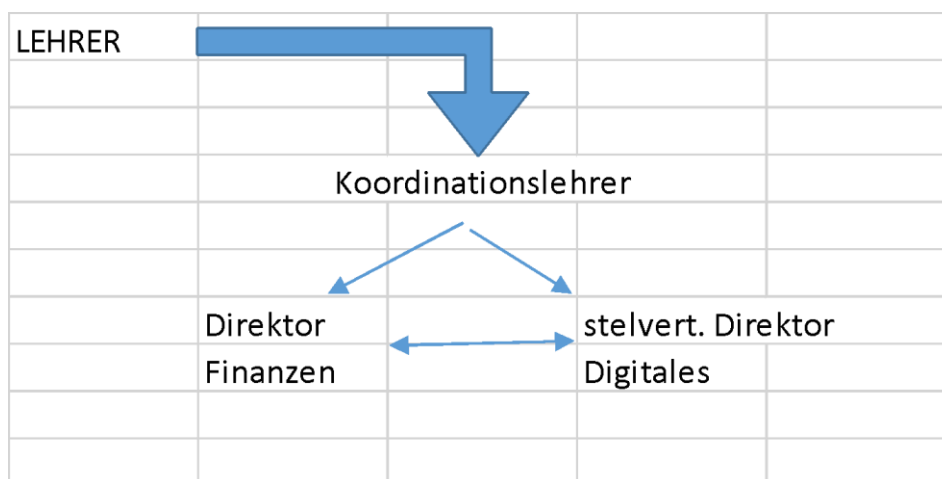 LEHRER
Koordinationslehrer
Direktor
Finanzen
stelvert. Direktor
Digitales